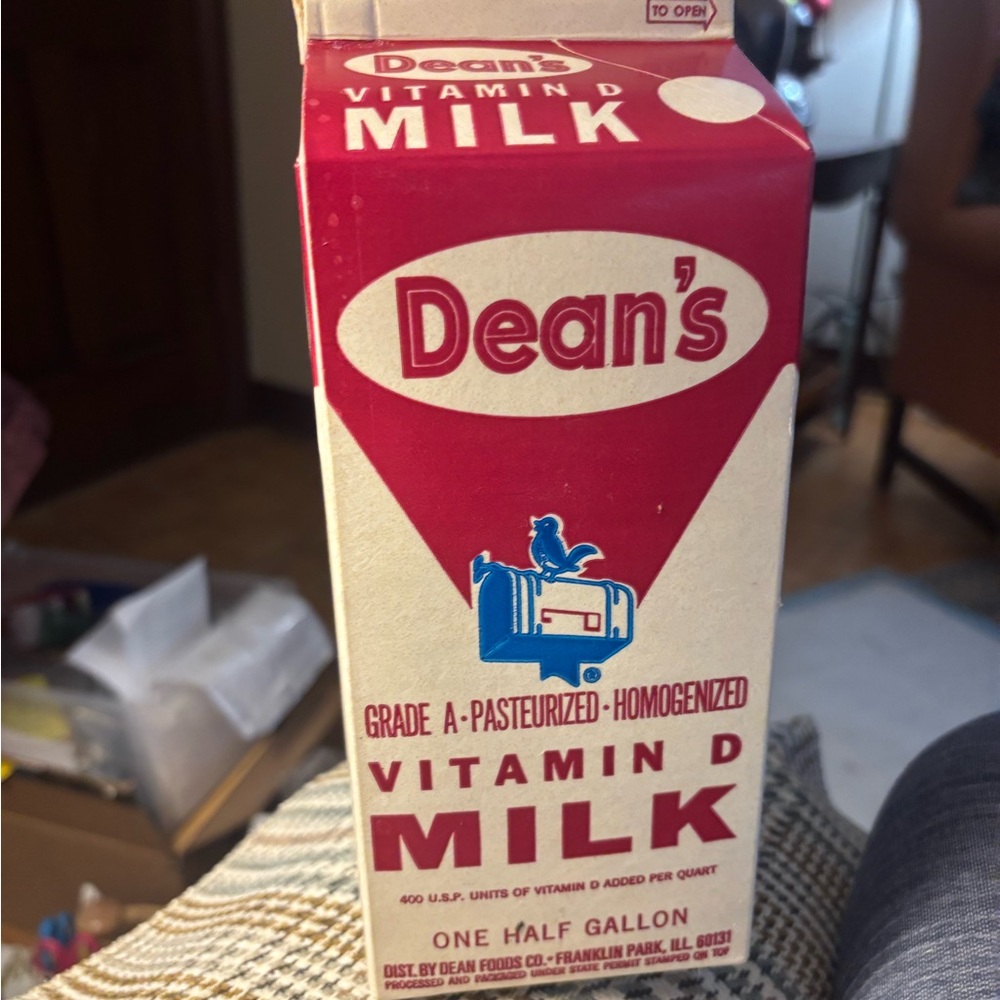 TO OPEN
Dean's
VITAMIN D
MILK
Dean's
GRADE A·PASTEURIZED·HOMOGENIZED
VITAMIN D
MILK
400 U.S.P. UNITS OF VITAMIN D ADDED PER QUART
ONE HALF GALLON
DIST. BY DEAN FOODS CO.·FRANKLIN PARK, ILL. 60131
PROCESSED AND PACKAGED UNDER STATE PERMIT STAMPED ON TOP